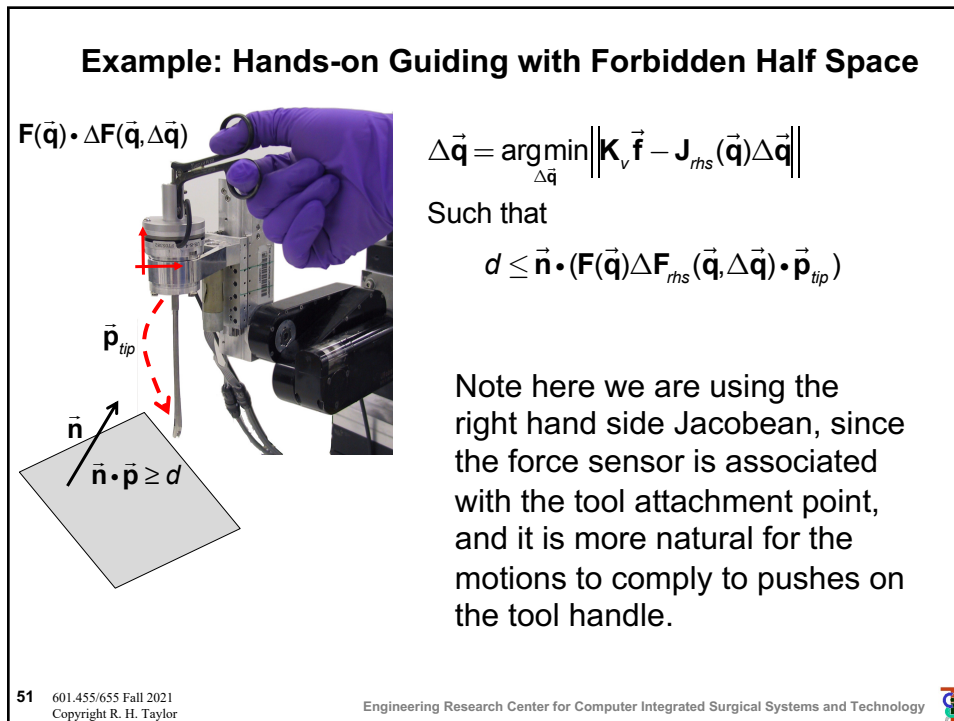 Example: Hands-on Guiding with Forbidden Half Space
F(q⃗) • ΔF(q⃗,Δq⃗)
Δq⃗ = argmin ‖K_v f⃗ − J_rhs(q⃗)Δq⃗‖
Δq⃗
Such that
d ≤ n⃗ • (F(q⃗)ΔF_rhs(q⃗,Δq⃗) • p⃗_tip)
p⃗_tip
n⃗
n⃗ • p⃗ ≥ d
Note here we are using the
right hand side Jacobean, since
the force sensor is associated
with the tool attachment point,
and it is more natural for the
motions to comply to pushes on
the tool handle.
51 601.455/655 Fall 2021
Copyright R. H. Taylor
Engineering Research Center for Computer Integrated Surgical Systems and Technology